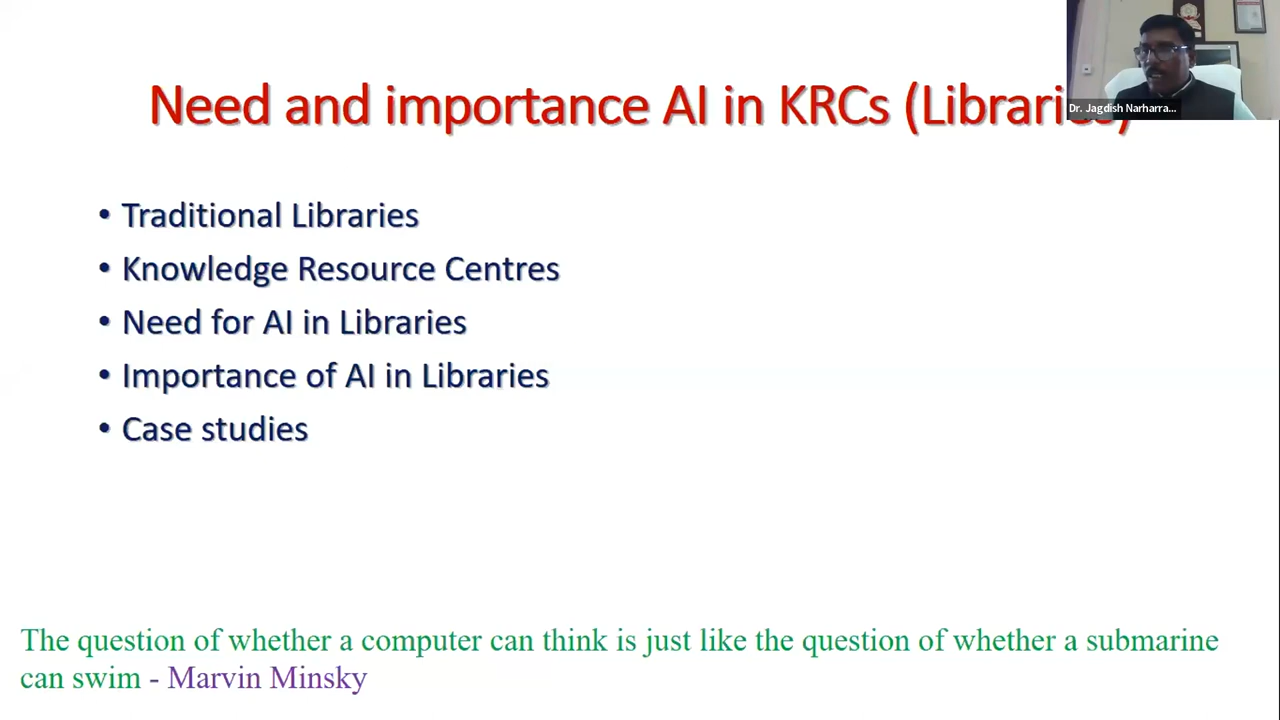 Need and importance AI in KRCs (Libraries)
Dr. Jagdish Narharra...
• Traditional Libraries
• Knowledge Resource Centres
• Need for AI in Libraries
• Importance of AI in Libraries
• Case studies
The question of whether a computer can think is just like the question of whether a submarine
can swim - Marvin Minsky